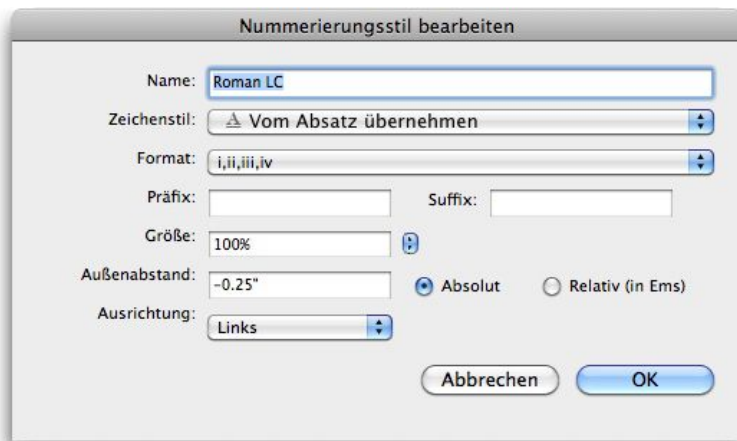 Nummerierungsstil bearbeiten
Name: Roman LC
Zeichenstil: A Vom Absatz übernehmen
Format: i,ii,iii,iv
Präfix: Suffix:
Größe: 100%
Außenabstand: -0.25" Absolut Relativ (in Ems)
Ausrichtung: Links
Abbrechen OK